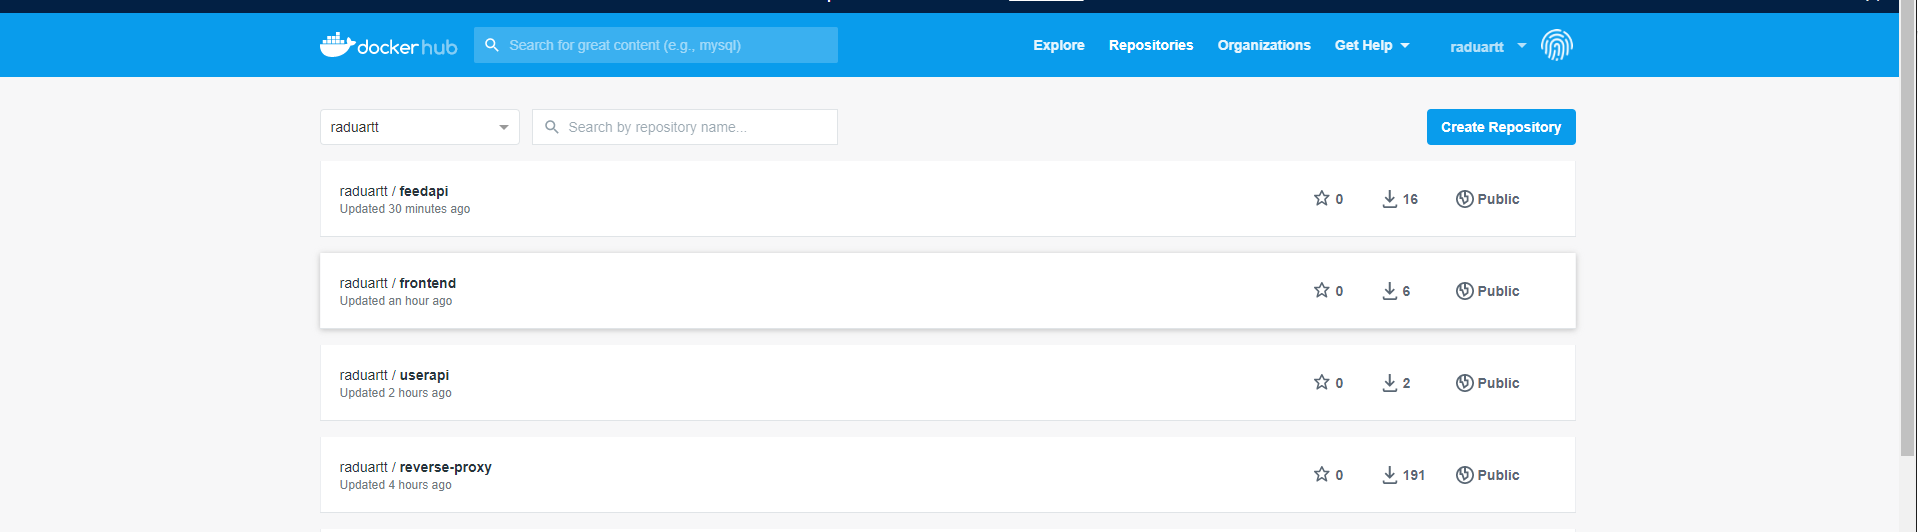 dockerhub
Search for great content (e.g., mysql)
Explore
Repositories
Organizations
Get Help
raduartt
raduartt
Search by repository name...
Create Repository
raduartt / feedapi
Updated 30 minutes ago
0
16
Public
raduartt / frontend
Updated an hour ago
0
6
Public
raduartt / userapi
Updated 2 hours ago
0
2
Public
raduartt / reverse-proxy
Updated 4 hours ago
0
191
Public